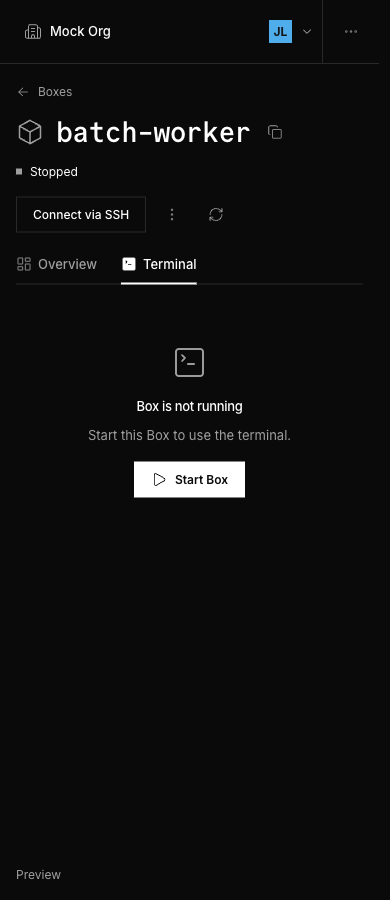 Mock Org
JL
Boxes
batch-worker
Stopped
Connect via SSH
Overview
Terminal
Box is not running
Start this Box to use the terminal.
Start Box
Preview